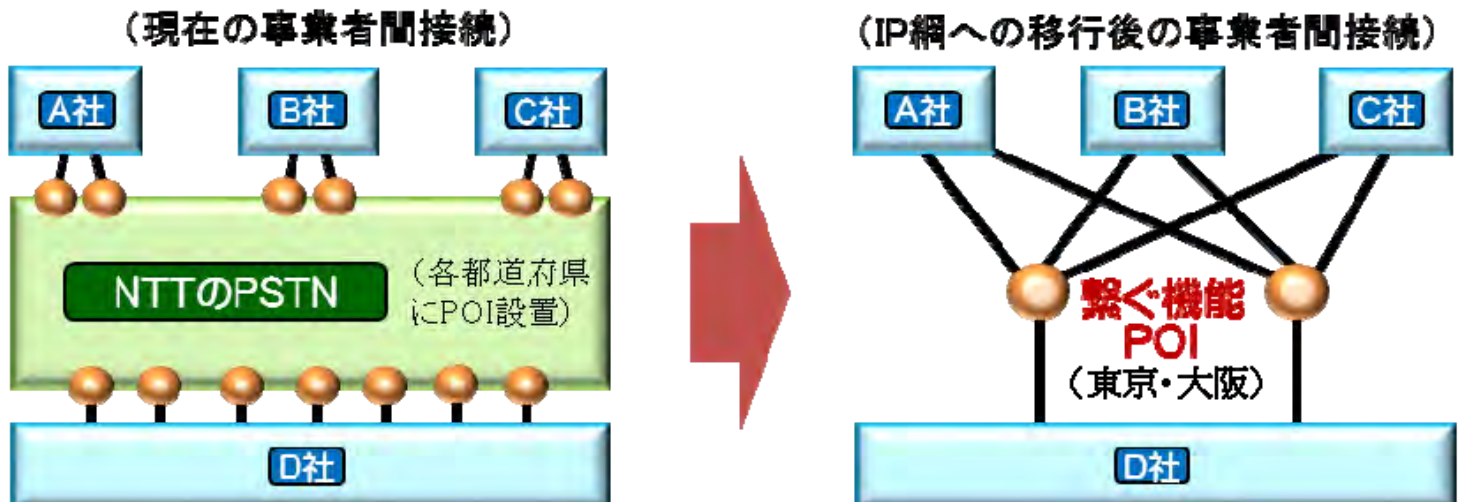 (現在の事業者間接続)
A社
B社
C社
NTTのPSTN
(各都道府県
にPOI設置)
D社
(IP網への移行後の事業者間接続)
A社
B社
C社
繋ぐ機能
POI
(東京・大阪)
D社